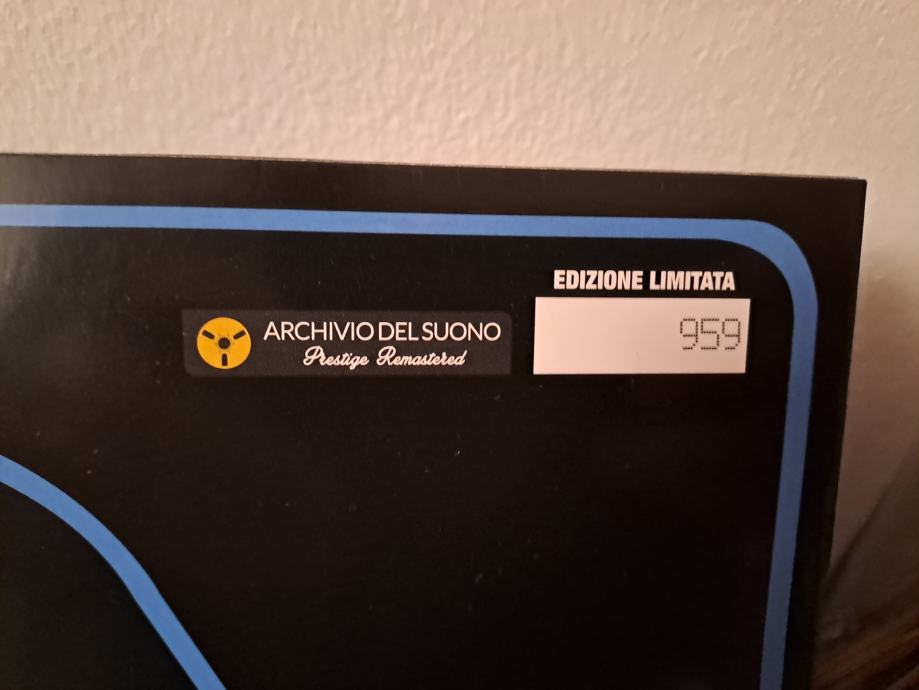 EDIZIONE LIMITATA
959
ARCHIVIO DEL SUONO
Prestige Remastered